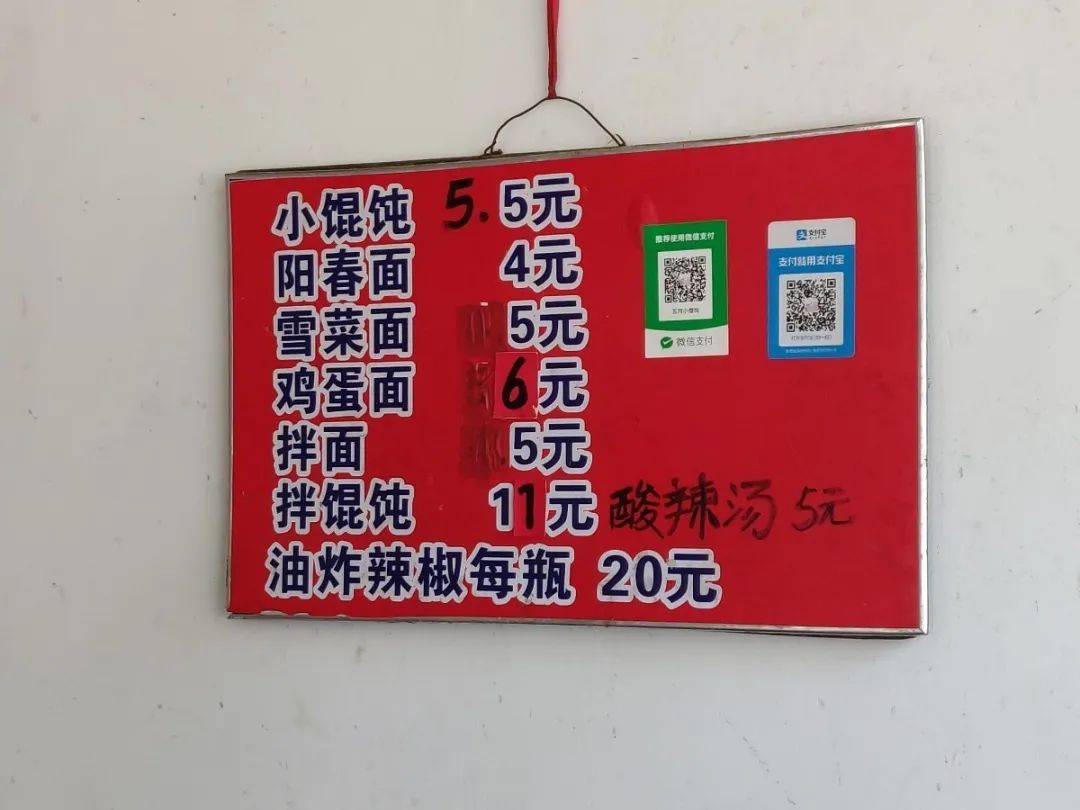 小馄饨 5.5元
阳春面 4元
雪菜面 5元
鸡蛋面 6元
拌面 5元
拌馄饨 11元 酸辣汤 5元
油炸辣椒每瓶 20元
推荐使用微信支付
微信支付
支付宝
支付就用支付宝